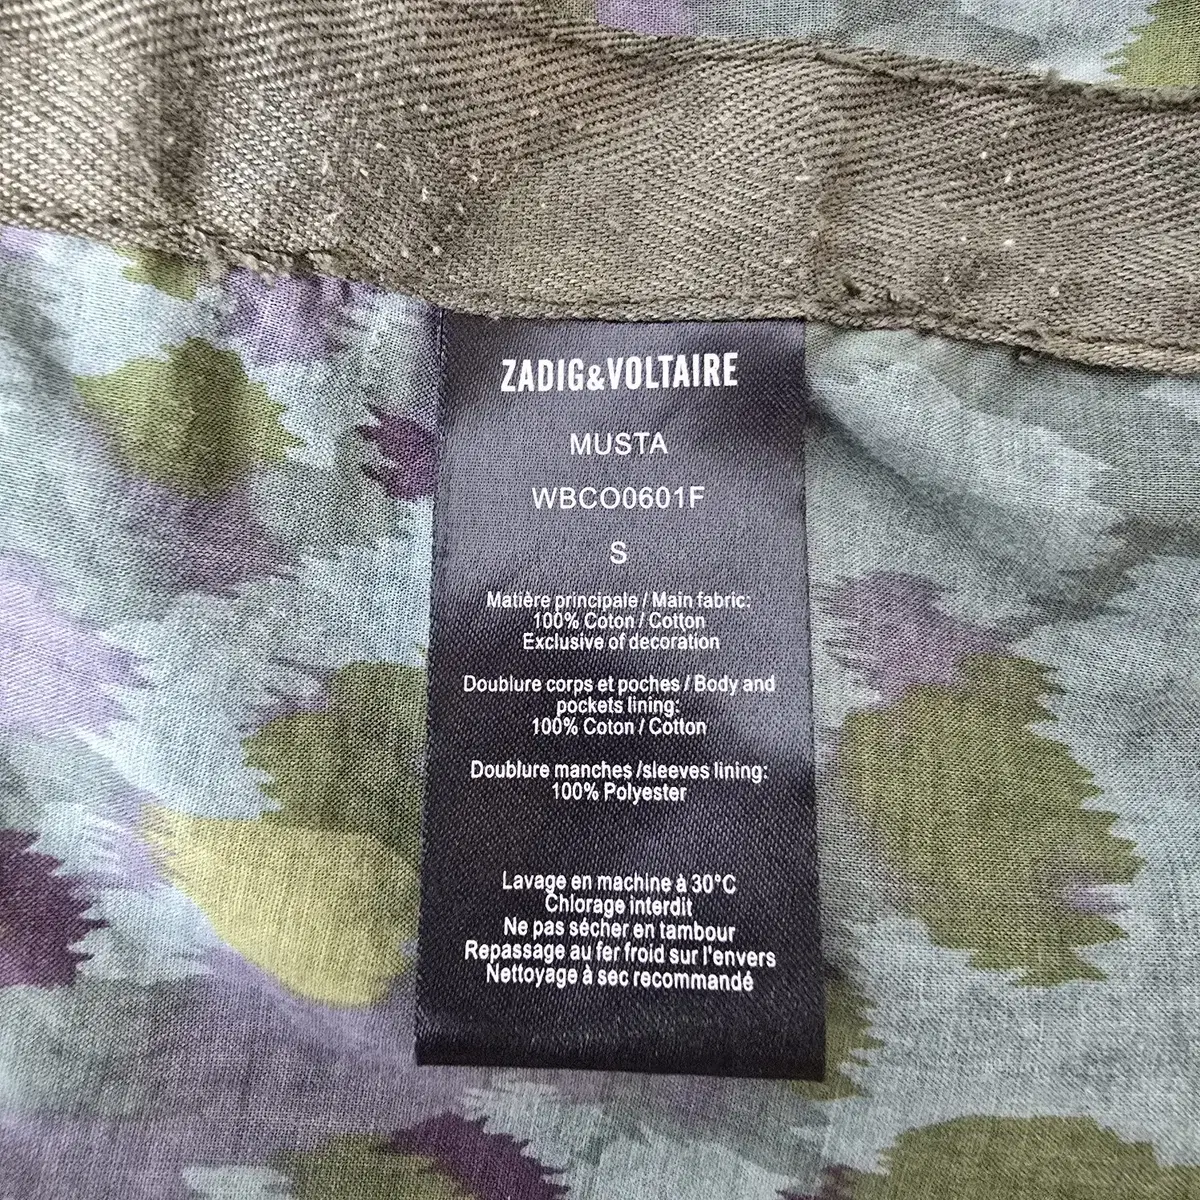 ZADIG&VOLTAIRE
MUSTA
WBCO0601F
S
Matière principale / Main fabric:
100% Coton / Cotton
Exclusive of decoration
Doublure corps et poches / Body and
pockets lining:
100% Coton / Cotton
Doublure manches /sleeves lining:
100% Polyester
Lavage en machine à 30°C
Chlorage interdit
Ne pas sécher en tambour
Repassage au fer froid sur l'envers
Nettoyage à sec recommandé